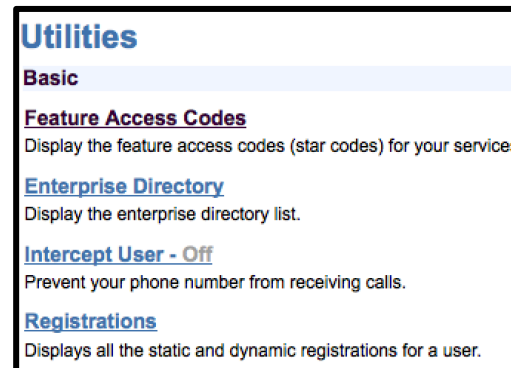 Utilities
Basic
Feature Access Codes
Display the feature access codes (star codes) for your services
Enterprise Directory
Display the enterprise directory list.
Intercept User - Off
Prevent your phone number from receiving calls.
Registrations
Displays all the static and dynamic registrations for a user.